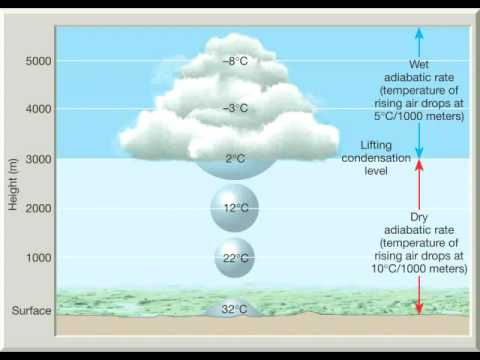 5000
4000
3000
2000
1000
Surface
Height (m)
–8°C
–3°C
2°C
12°C
22°C
32°C
Wet
adiabatic rate
(temperature of
rising air drops at
5°C/1000 meters)
Lifting
condensation
level
Dry
adiabatic rate
(temperature of
rising air drops at
10°C/1000 meters)